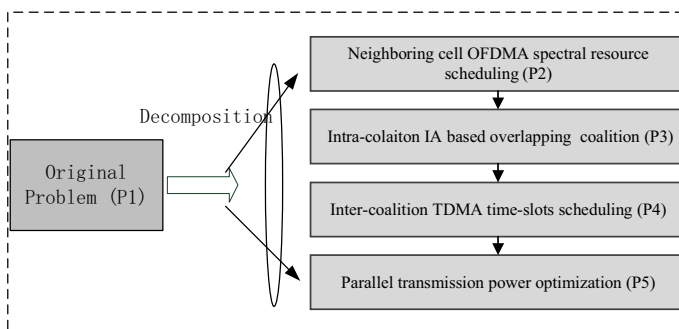 Neighboring cell OFDMA spectral resource
scheduling (P2)
Decomposition
Intra-colaiton IA based overlapping coalition (P3)
Original
Problem (P1)
Inter-coalition TDMA time-slots scheduling (P4)
Parallel transmission power optimization (P5)